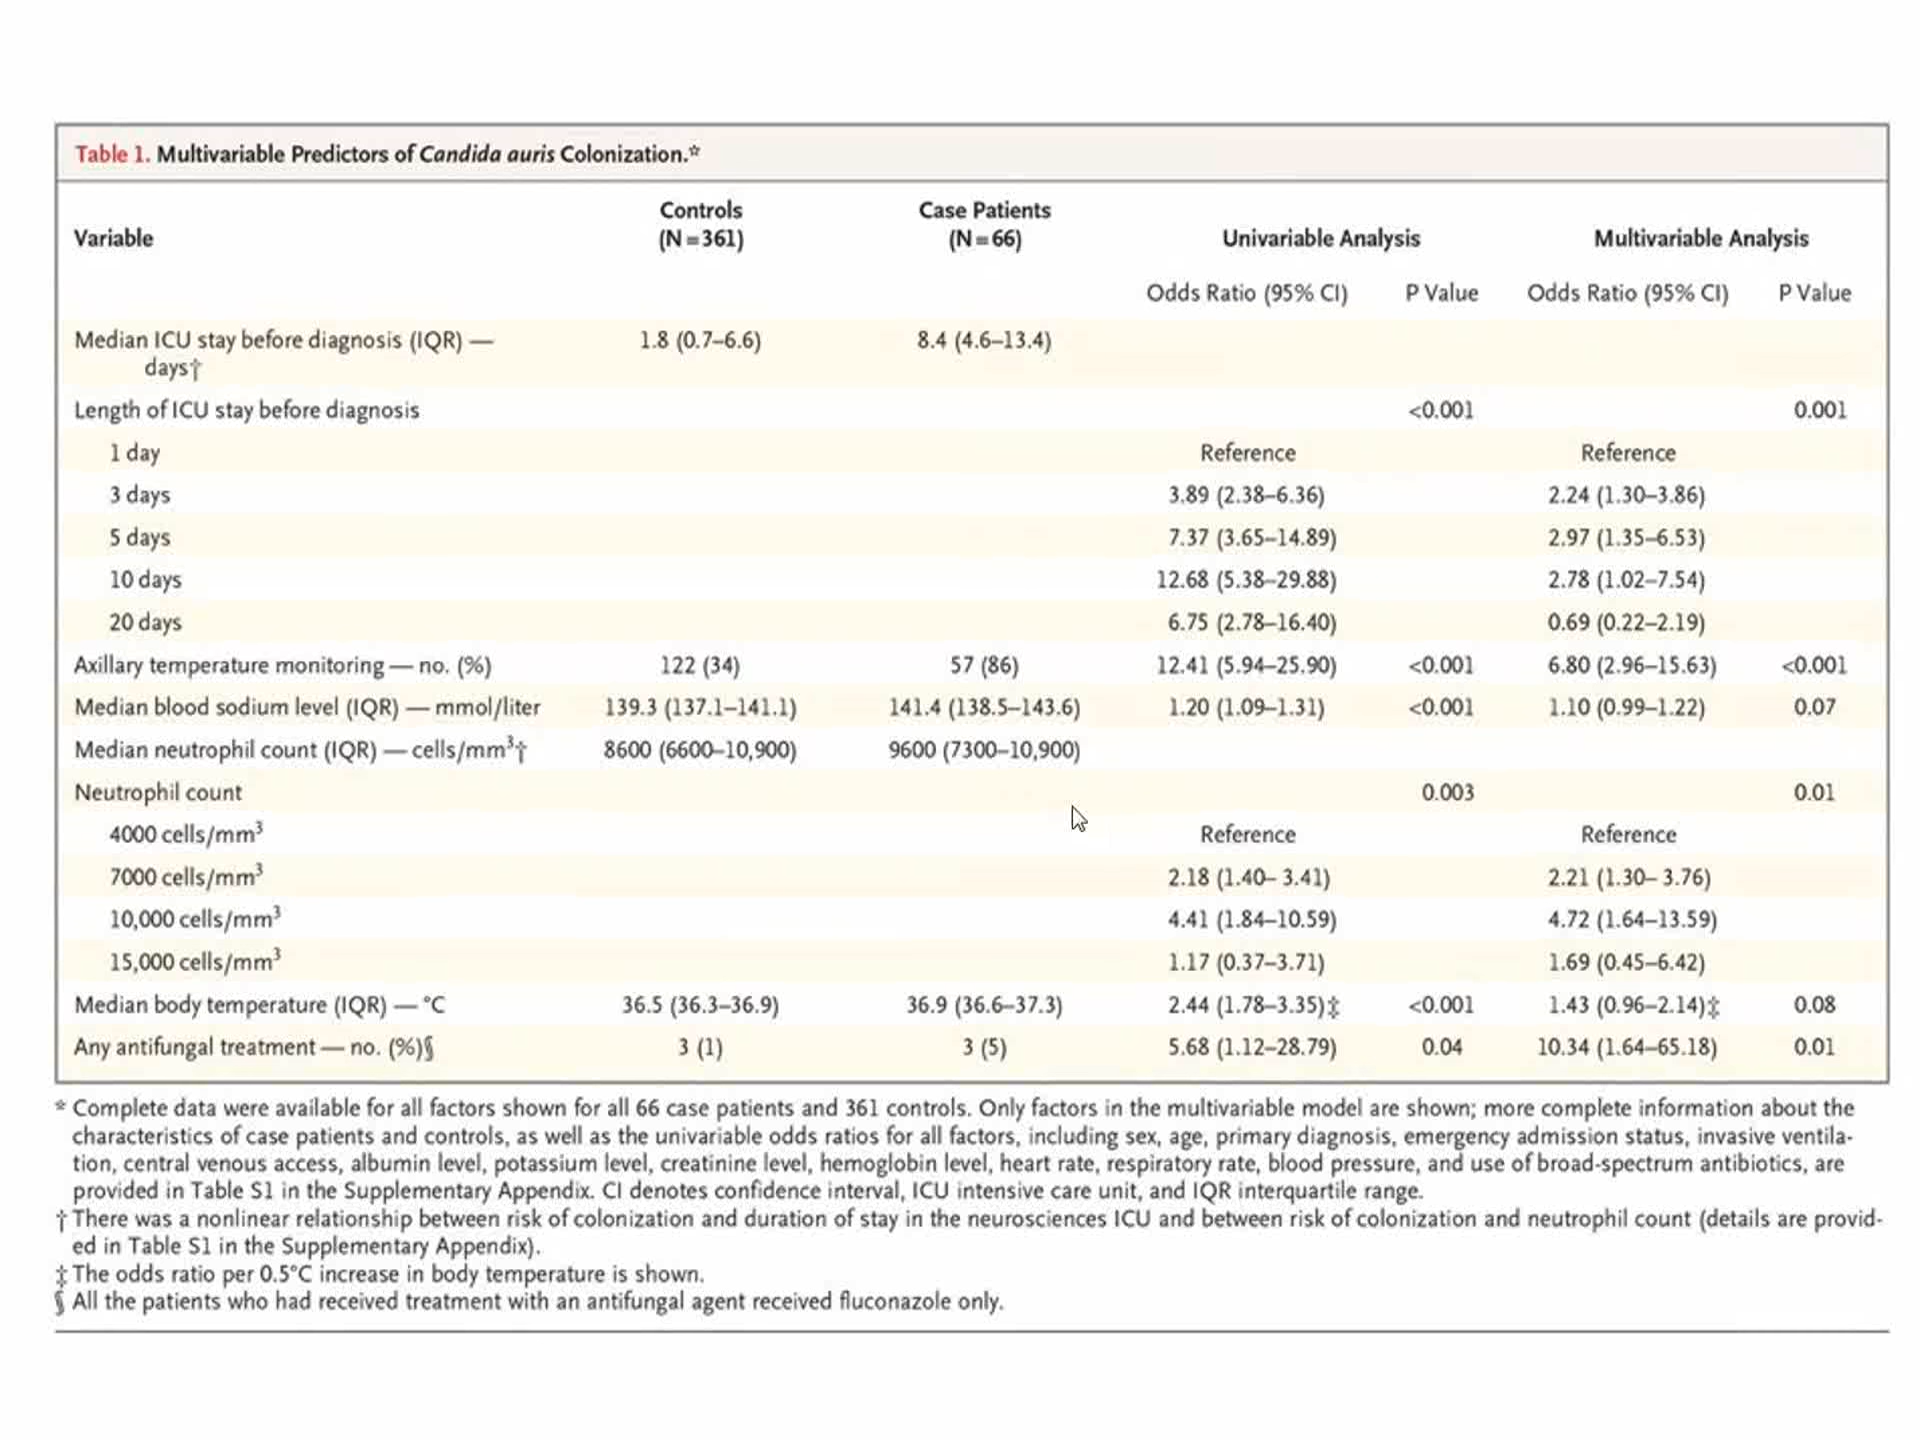 Table 1. Multivariable Predictors of Candida auris Colonization.*
Variable Controls (N=361) Case Patients (N=66) Univariable Analysis Multivariable Analysis
Odds Ratio (95% CI) P Value Odds Ratio (95% CI) P Value
Median ICU stay before diagnosis (IQR) — days† 1.8 (0.7–6.6) 8.4 (4.6–13.4)
Length of ICU stay before diagnosis <0.001 0.001
1 day Reference Reference
3 days 3.89 (2.38–6.36) 2.24 (1.30–3.86)
5 days 7.37 (3.65–14.89) 2.97 (1.35–6.53)
10 days 12.68 (5.38–29.88) 2.78 (1.02–7.54)
20 days 6.75 (2.78–16.40) 0.69 (0.22–2.19)
Axillary temperature monitoring — no. (%) 122 (34) 57 (86) 12.41 (5.94–25.90) <0.001 6.80 (2.96–15.63) <0.001
Median blood sodium level (IQR) — mmol/liter 139.3 (137.1–141.1) 141.4 (138.5–143.6) 1.20 (1.09–1.31) <0.001 1.10 (0.99–1.22) 0.07
Median neutrophil count (IQR) — cells/mm³† 8600 (6600–10,900) 9600 (7300–10,900)
Neutrophil count 0.003 0.01
4000 cells/mm³ Reference Reference
7000 cells/mm³ 2.18 (1.40– 3.41) 2.21 (1.30– 3.76)
10,000 cells/mm³ 4.41 (1.84–10.59) 4.72 (1.64–13.59)
15,000 cells/mm³ 1.17 (0.37–3.71) 1.69 (0.45–6.42)
Median body temperature (IQR) — °C 36.5 (36.3–36.9) 36.9 (36.6–37.3) 2.44 (1.78–3.35)‡ <0.001 1.43 (0.96–2.14)‡ 0.08
Any antifungal treatment — no. (%)§ 3 (1) 3 (5) 5.68 (1.12–28.79) 0.04 10.34 (1.64–65.18) 0.01
* Complete data were available for all factors shown for all 66 case patients and 361 controls. Only factors in the multivariable model are shown; more complete information about the
characteristics of case patients and controls, as well as the univariable odds ratios for all factors, including sex, age, primary diagnosis, emergency admission status, invasive ventila-
tion, central venous access, albumin level, potassium level, creatinine level, hemoglobin level, heart rate, respiratory rate, blood pressure, and use of broad-spectrum antibiotics, are
provided in Table S1 in the Supplementary Appendix. CI denotes confidence interval, ICU intensive care unit, and IQR interquartile range.
† There was a nonlinear relationship between risk of colonization and duration of stay in the neurosciences ICU and between risk of colonization and neutrophil count (details are provid-
ed in Table S1 in the Supplementary Appendix).
‡ The odds ratio per 0.5°C increase in body temperature is shown.
§ All the patients who had received treatment with an antifungal agent received fluconazole only.